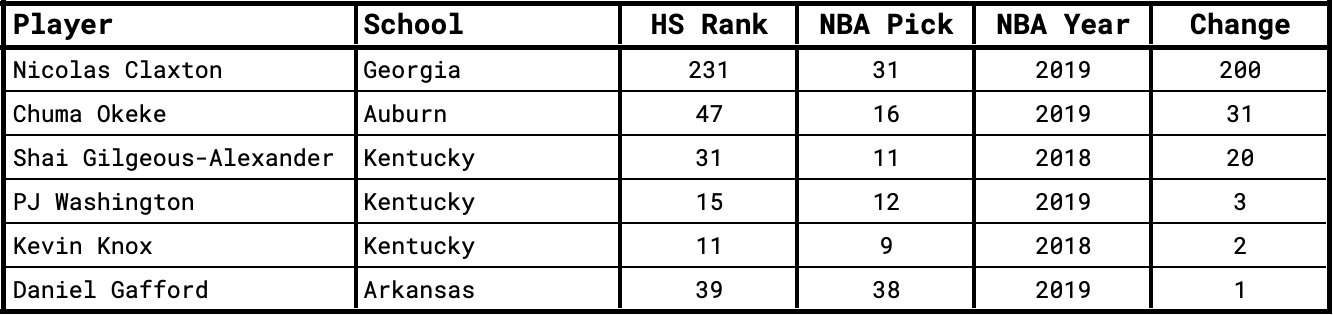 Player School HS Rank NBA Pick NBA Year Change
Nicolas Claxton Georgia 231 31 2019 200
Chuma Okeke Auburn 47 16 2019 31
Shai Gilgeous-Alexander Kentucky 31 11 2018 20
PJ Washington Kentucky 15 12 2019 3
Kevin Knox Kentucky 11 9 2018 2
Daniel Gafford Arkansas 39 38 2019 1